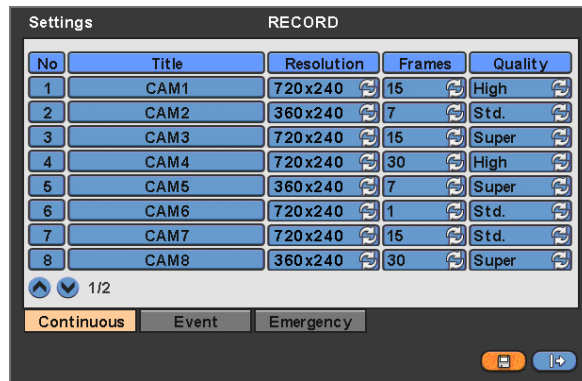 Settings RECORD
No Title Resolution Frames Quality
1 CAM1 720x240 15 High
2 CAM2 360x240 7 Std.
3 CAM3 720x240 15 Super
4 CAM4 720x240 30 High
5 CAM5 360x240 7 Super
6 CAM6 720x240 1 Std.
7 CAM7 720x240 15 Std.
8 CAM8 360x240 30 Super
1/2
Continuous Event Emergency